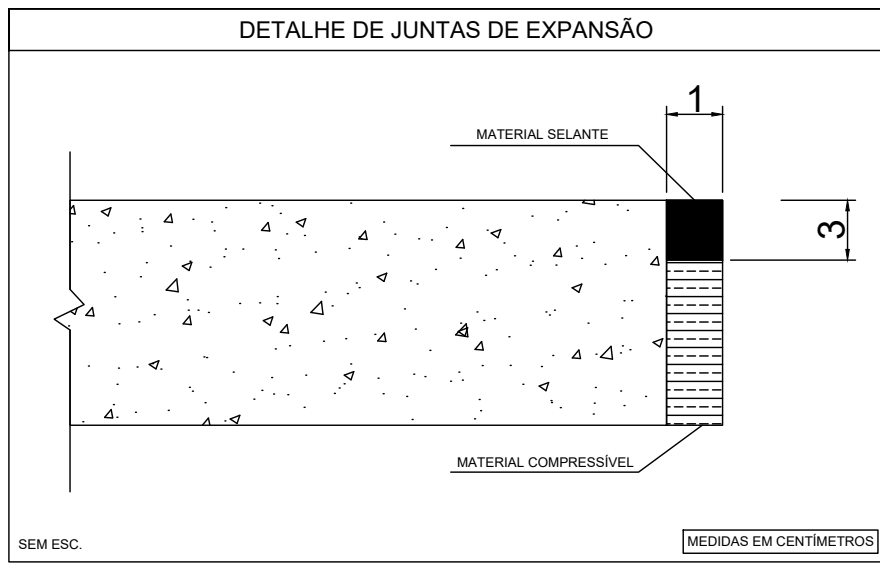 DETALHE DE JUNTAS DE EXPANSÃO
1
MATERIAL SELANTE
3
MATERIAL COMPRESSÍVEL
SEM ESC.
MEDIDAS EM CENTÍMETROS